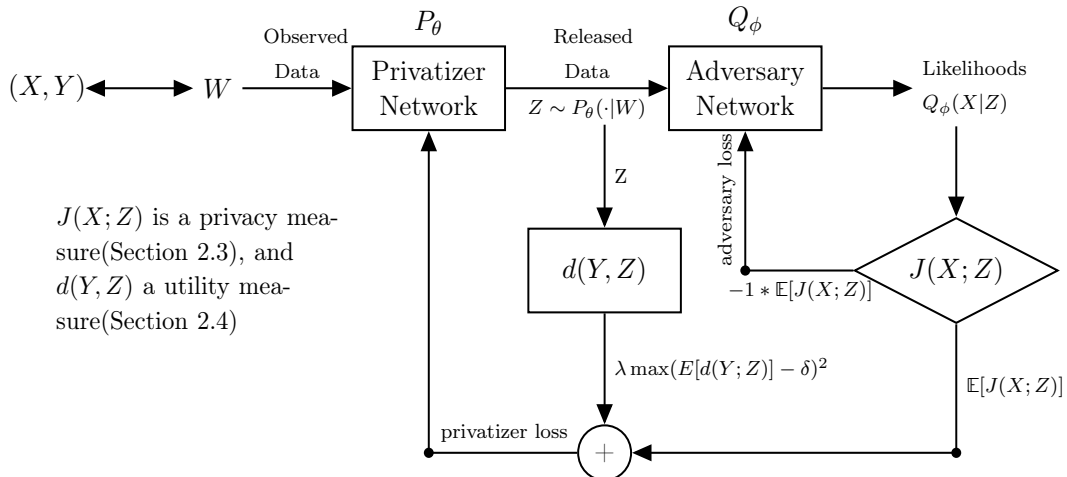 P_θ
Q_ϕ
Observed
Data
Released
Data
(X, Y)
W
Privatizer
Network
Z ∼ P_θ(·|W)
Adversary
Network
Likelihoods
Q_ϕ(X|Z)
Z
adversary loss
J(X; Z) is a privacy mea-
sure(Section 2.3), and
d(Y, Z) a utility mea-
sure(Section 2.4)
d(Y, Z)
J(X; Z)
−1 ∗ 𝔼[J(X; Z)]
λ max(E[d(Y; Z)] − δ)²
𝔼[J(X; Z)]
privatizer loss
+